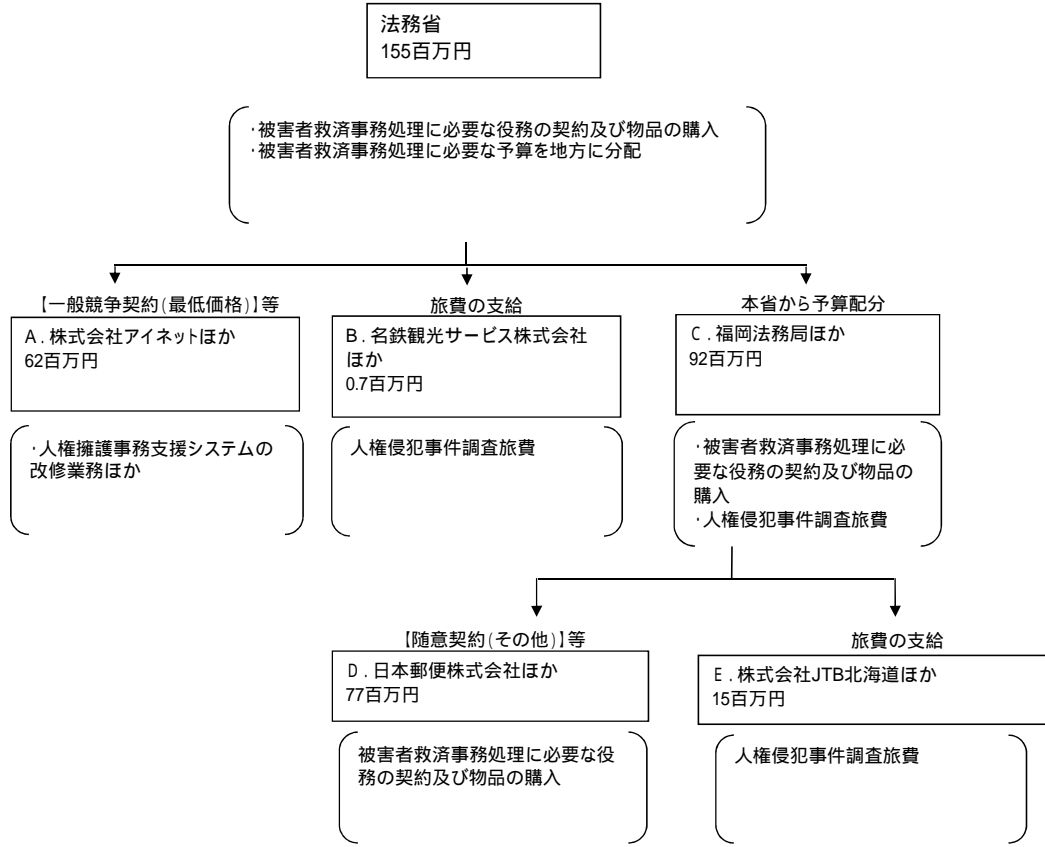 法務省
155百万円
・被害者救済事務処理に必要な役務の契約及び物品の購入
・被害者救済事務処理に必要な予算を地方に分配
【一般競争契約(最低価格)】等
A．株式会社アイネットほか
62百万円
・人権擁護事務支援システムの
改修業務ほか
旅費の支給
B．名鉄観光サービス株式会社
ほか
0.7百万円
人権侵犯事件調査旅費
本省から予算配分
C．福岡法務局ほか
92百万円
・被害者救済事務処理に必
要な役務の契約及び物品の
購入
・人権侵犯事件調査旅費
【随意契約(その他)】等
D．日本郵便株式会社ほか
77百万円
被害者救済事務処理に必要な役
務の契約及び物品の購入
旅費の支給
E．株式会社JTB北海道ほか
15百万円
人権侵犯事件調査旅費